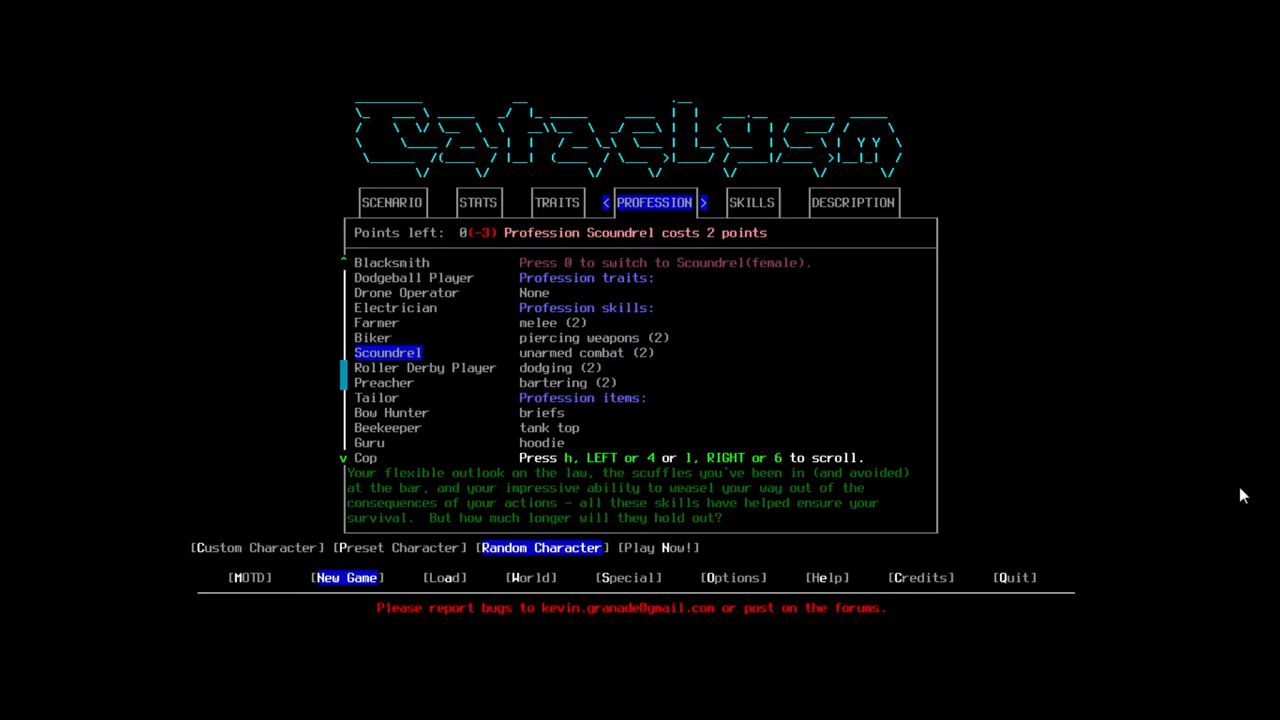 Cataclysm
SCENARIO STATS TRAITS < PROFESSION > SKILLS DESCRIPTION
Points left: 0(-3) Profession Scoundrel costs 2 points
^ Blacksmith Press @ to switch to Scoundrel(female).
Dodgeball Player Profession traits:
Drone Operator None
Electrician Profession skills:
Farmer melee (2)
Biker piercing weapons (2)
Scoundrel unarmed combat (2)
Roller Derby Player dodging (2)
Preacher bartering (2)
Tailor Profession items:
Bow Hunter briefs
Beekeeper tank top
Guru hoodie
v Cop Press h, LEFT or 4 or l, RIGHT or 6 to scroll.
Your flexible outlook on the law, the scuffles you've been in (and avoided)
at the bar, and your impressive ability to weasel your way out of the
consequences of your actions - all these skills have helped ensure your
survival. But how much longer will they hold out?
[Custom Character] [Preset Character] [Random Character] [Play Now!]
[MOTD] [New Game] [Load] [World] [Special] [Options] [Help] [Credits] [Quit]
Please report bugs to kevin.granade@gmail.com or post on the forums.